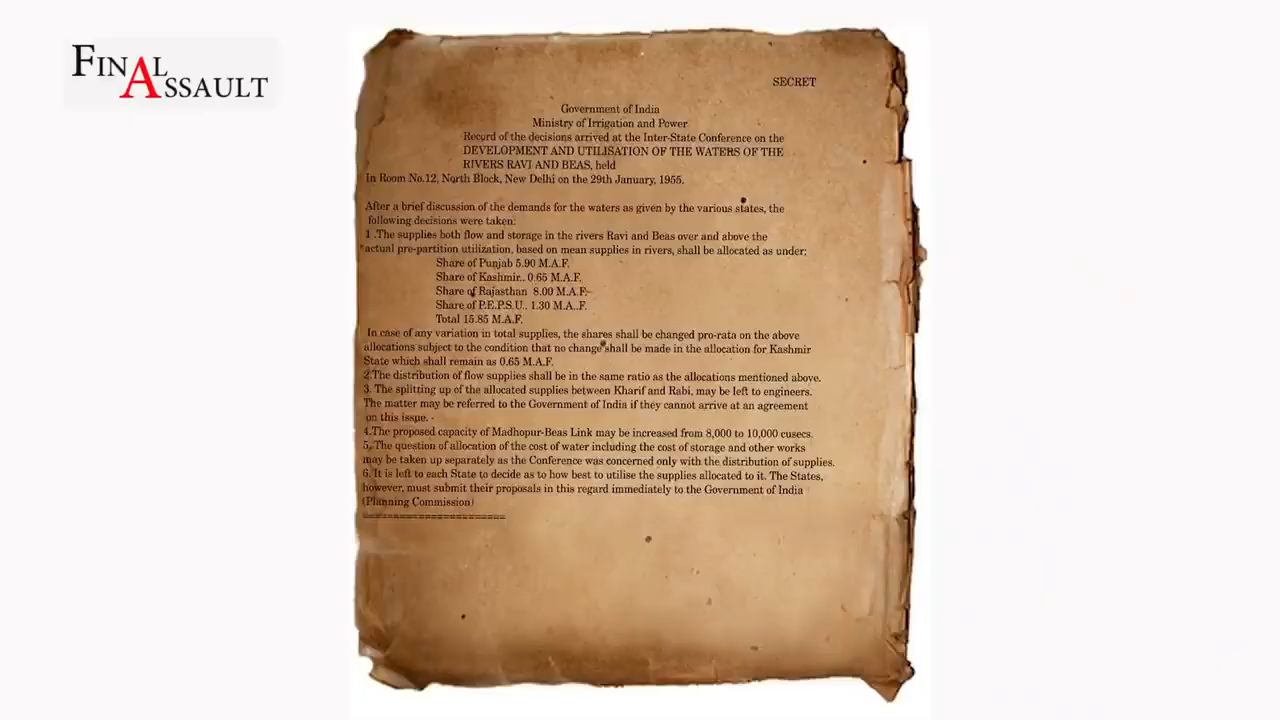 FINAL
ASSAULT
SECRET
Government of India
Ministry of Irrigation and Power
Record of the decisions arrived at the Inter-State Conference on the
DEVELOPMENT AND UTILISATION OF THE WATERS OF THE
RIVERS RAVI AND BEAS, held
In Room No.12, North Block, New Delhi on the 29th January, 1955.
After a brief discussion of the demands for the waters as given by the various states, the
following decisions were taken:
1 .The supplies both flow and storage in the rivers Ravi and Beas over and above the
actual pre-partition utilization, based on mean supplies in rivers, shall be allocated as under:
Share of Punjab 5.90 M.A.F.
Share of Kashmir.. 0.65 M.A.F.
Share of Rajasthan 8.00 M.A.F.
Share of P.E.P.S.U.. 1.30 M.A..F.
Total 15.85 M.A.F.
In case of any variation in total supplies, the shares shall be changed pro-rata on the above
allocations subject to the condition that no change shall be made in the allocation for Kashmir
State which shall remain as 0.65 M.A.F.
2.The distribution of flow supplies shall be in the same ratio as the allocations mentioned above.
3. The splitting up of the allocated supplies between Kharif and Rabi, may be left to engineers.
The matter may be referred to the Government of India if they cannot arrive at an agreement
on this issue. -
4.The proposed capacity of Madhopur-Beas Link may be increased from 8,000 to 10,000 cusecs.
5.The question of allocation of the cost of water including the cost of storage and other works
may be taken up separately as the Conference was concerned only with the distribution of supplies.
6.It is left to each State to decide as to how best to utilise the supplies allocated to it. The States,
however, must submit their proposals in this regard immediately to the Government of India
(Planning Commission)
======================